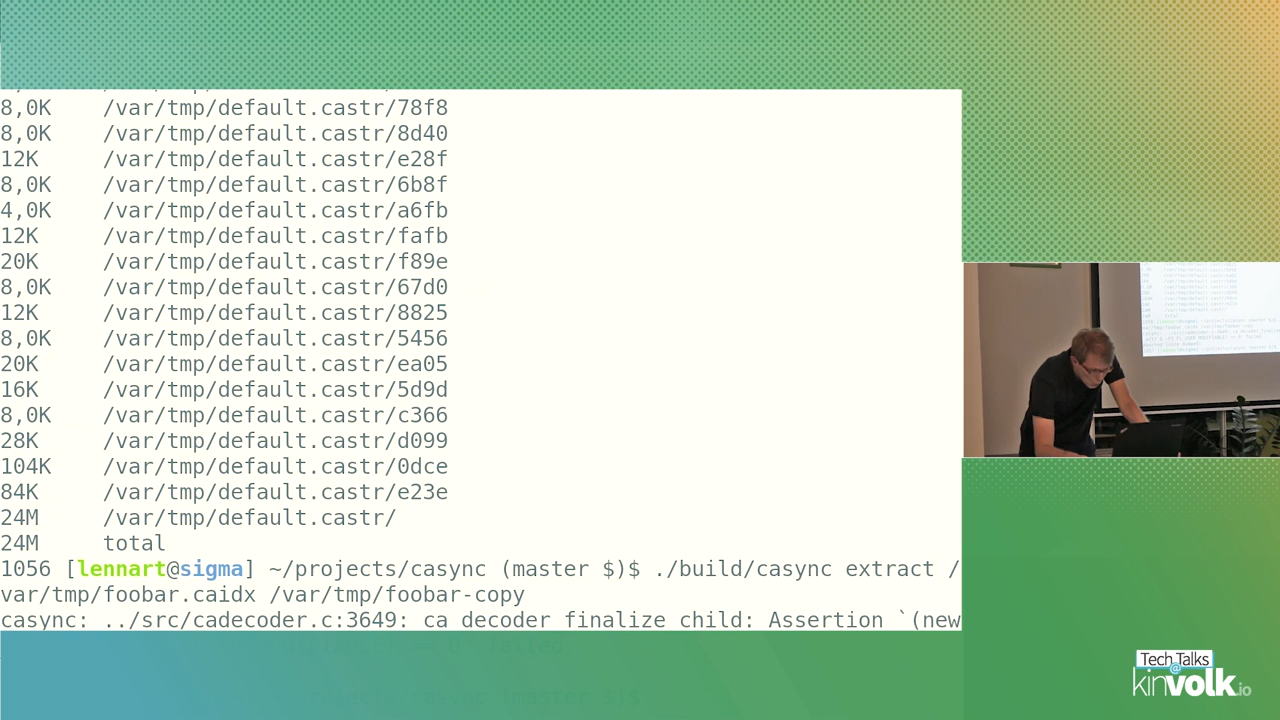 8,0K /var/tmp/default.castr/78f8
8,0K /var/tmp/default.castr/8d40
12K /var/tmp/default.castr/e28f
8,0K /var/tmp/default.castr/6b8f
4,0K /var/tmp/default.castr/a6fb
12K /var/tmp/default.castr/fafb
20K /var/tmp/default.castr/f89e
8,0K /var/tmp/default.castr/67d0
12K /var/tmp/default.castr/8825
8,0K /var/tmp/default.castr/5456
20K /var/tmp/default.castr/ea05
16K /var/tmp/default.castr/5d9d
8,0K /var/tmp/default.castr/c366
28K /var/tmp/default.castr/d099
104K /var/tmp/default.castr/0dce
84K /var/tmp/default.castr/e23e
24M /var/tmp/default.castr/
24M total
1056 [lennart@sigma] ~/projects/casync (master $)$ ./build/casync extract /
var/tmp/foobar.caidx /var/tmp/foobar-copy
casync: ../src/cadecoder.c:3649: ca_decoder_finalize_child: Assertion `(new
Tech Talks
@
kinvolk.io